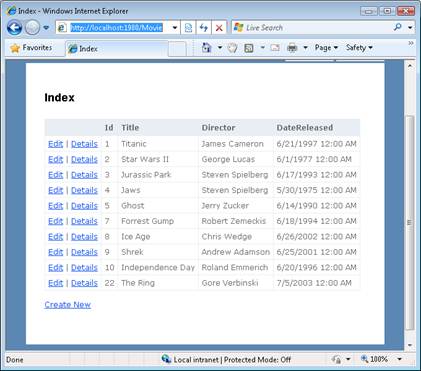 Index - Windows Internet Explorer
http://localhost:1980/Movie
Live Search
Favorites
Index
Page
Safety
Index
Id Title Director DateReleased
Edit | Details 1 Titanic James Cameron 6/21/1997 12:00 AM
Edit | Details 2 Star Wars II George Lucas 6/1/1977 12:00 AM
Edit | Details 3 Jurassic Park Steven Spielberg 6/17/1993 12:00 AM
Edit | Details 4 Jaws Steven Spielberg 5/30/1975 12:00 AM
Edit | Details 5 Ghost Jerry Zucker 6/14/1990 12:00 AM
Edit | Details 7 Forrest Gump Robert Zemeckis 6/18/1994 12:00 AM
Edit | Details 8 Ice Age Chris Wedge 6/26/2002 12:00 AM
Edit | Details 9 Shrek Andrew Adamson 6/25/2001 12:00 AM
Edit | Details 10 Independence Day Roland Emmerich 6/20/1996 12:00 AM
Edit | Details 22 The Ring Gore Verbinski 7/5/2003 12:00 AM
Create New
Done
Local intranet | Protected Mode: Off
100%